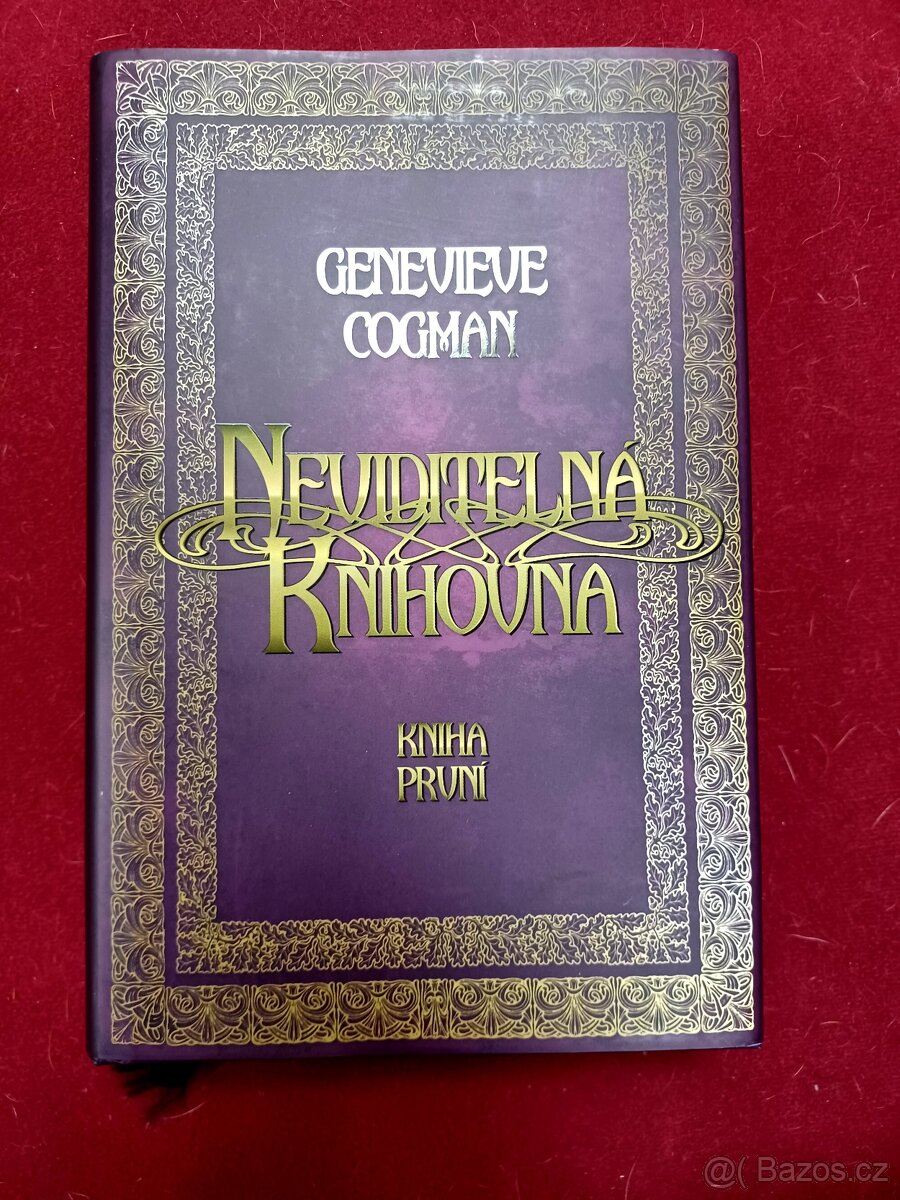 GENEVIEVE
COGMAN
NEVIDITELNÁ
KNIHOVNA
KNIHA
PRVNÍ
@( Bazos.cz